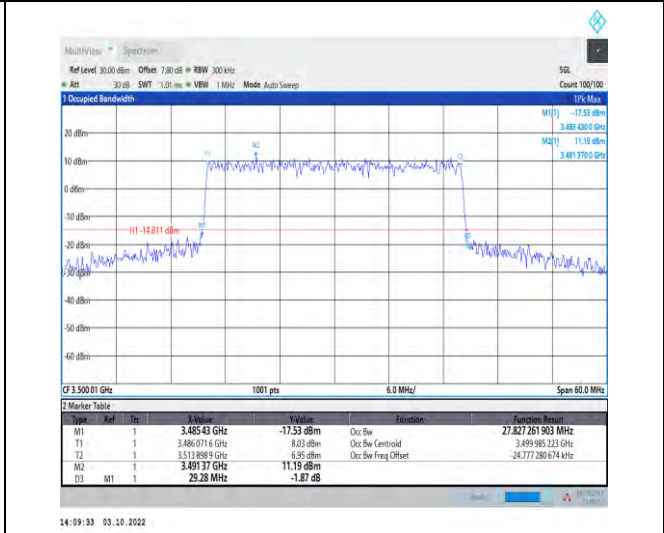 MultiView Spectrum
Ref Level 30.00 dBm Offset 7.80 dB RBW 300 kHz SGL
Att 30 dB SWT 1.01 ms VBW 1 MHz Mode Auto Sweep Count 100/100
1 Occupied Bandwidth 1Pk Max
M1[1] -17.53 dBm
3.485 430 0 GHz
M2[1] 11.19 dBm
3.491 370 0 GHz
20 dBm
M2
T1
T2
10 dBm
0 dBm
-10 dBm
H1 -14.811 dBm
M1
D3
-20 dBm
-30 dBm
-40 dBm
-50 dBm
-60 dBm
CF 3.500 01 GHz 1001 pts 6.0 MHz/ Span 60.0 MHz
2 Marker Table
Type Ref Trc X-Value Y-Value Function Function Result
M1 1 3.485 43 GHz -17.53 dBm Occ Bw 27.827 261 903 MHz
T1 1 3.486 071 6 GHz 8.03 dBm Occ Bw Centroid 3.499 985 223 GHz
T2 1 3.513 898 9 GHz 6.95 dBm Occ Bw Freq Offset -24.777 280 674 kHz
M2 1 3.491 37 GHz 11.19 dBm
D3 M1 1 29.28 MHz -1.87 dB
Ready
14:09:33 03.10.2022